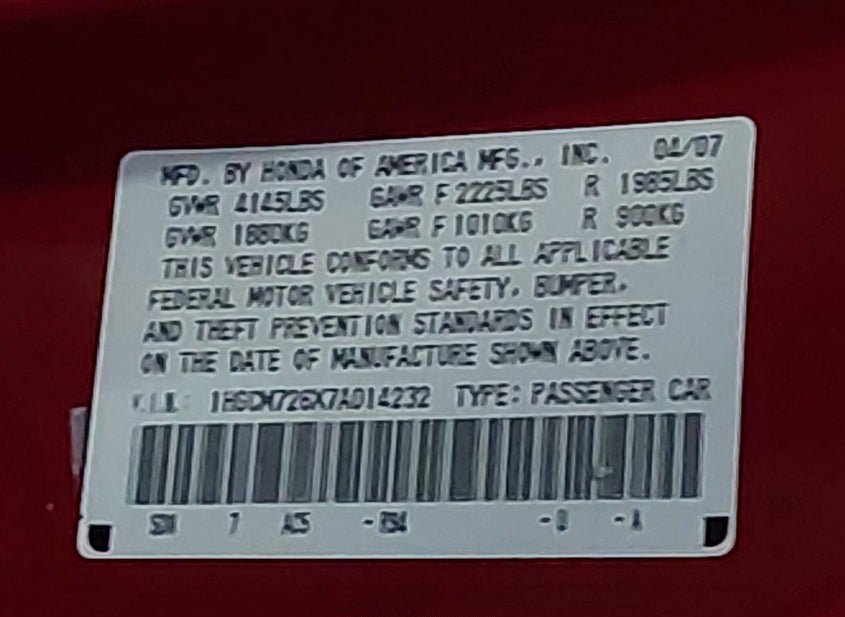 MFD. BY HONDA OF AMERICA MFG., INC. 04/07
GVWR 4145LBS GAWR F 2225LBS R 1985LBS
GVWR 1880KG GAWR F 1010KG R 900KG
THIS VEHICLE CONFORMS TO ALL APPLICABLE
FEDERAL MOTOR VEHICLE SAFETY, BUMPER,
AND THEFT PREVENTION STANDARDS IN EFFECT
ON THE DATE OF MANUFACTURE SHOWN ABOVE.
V.I.N: 1HGCM726X7A014232 TYPE: PASSENGER CAR
7 -A